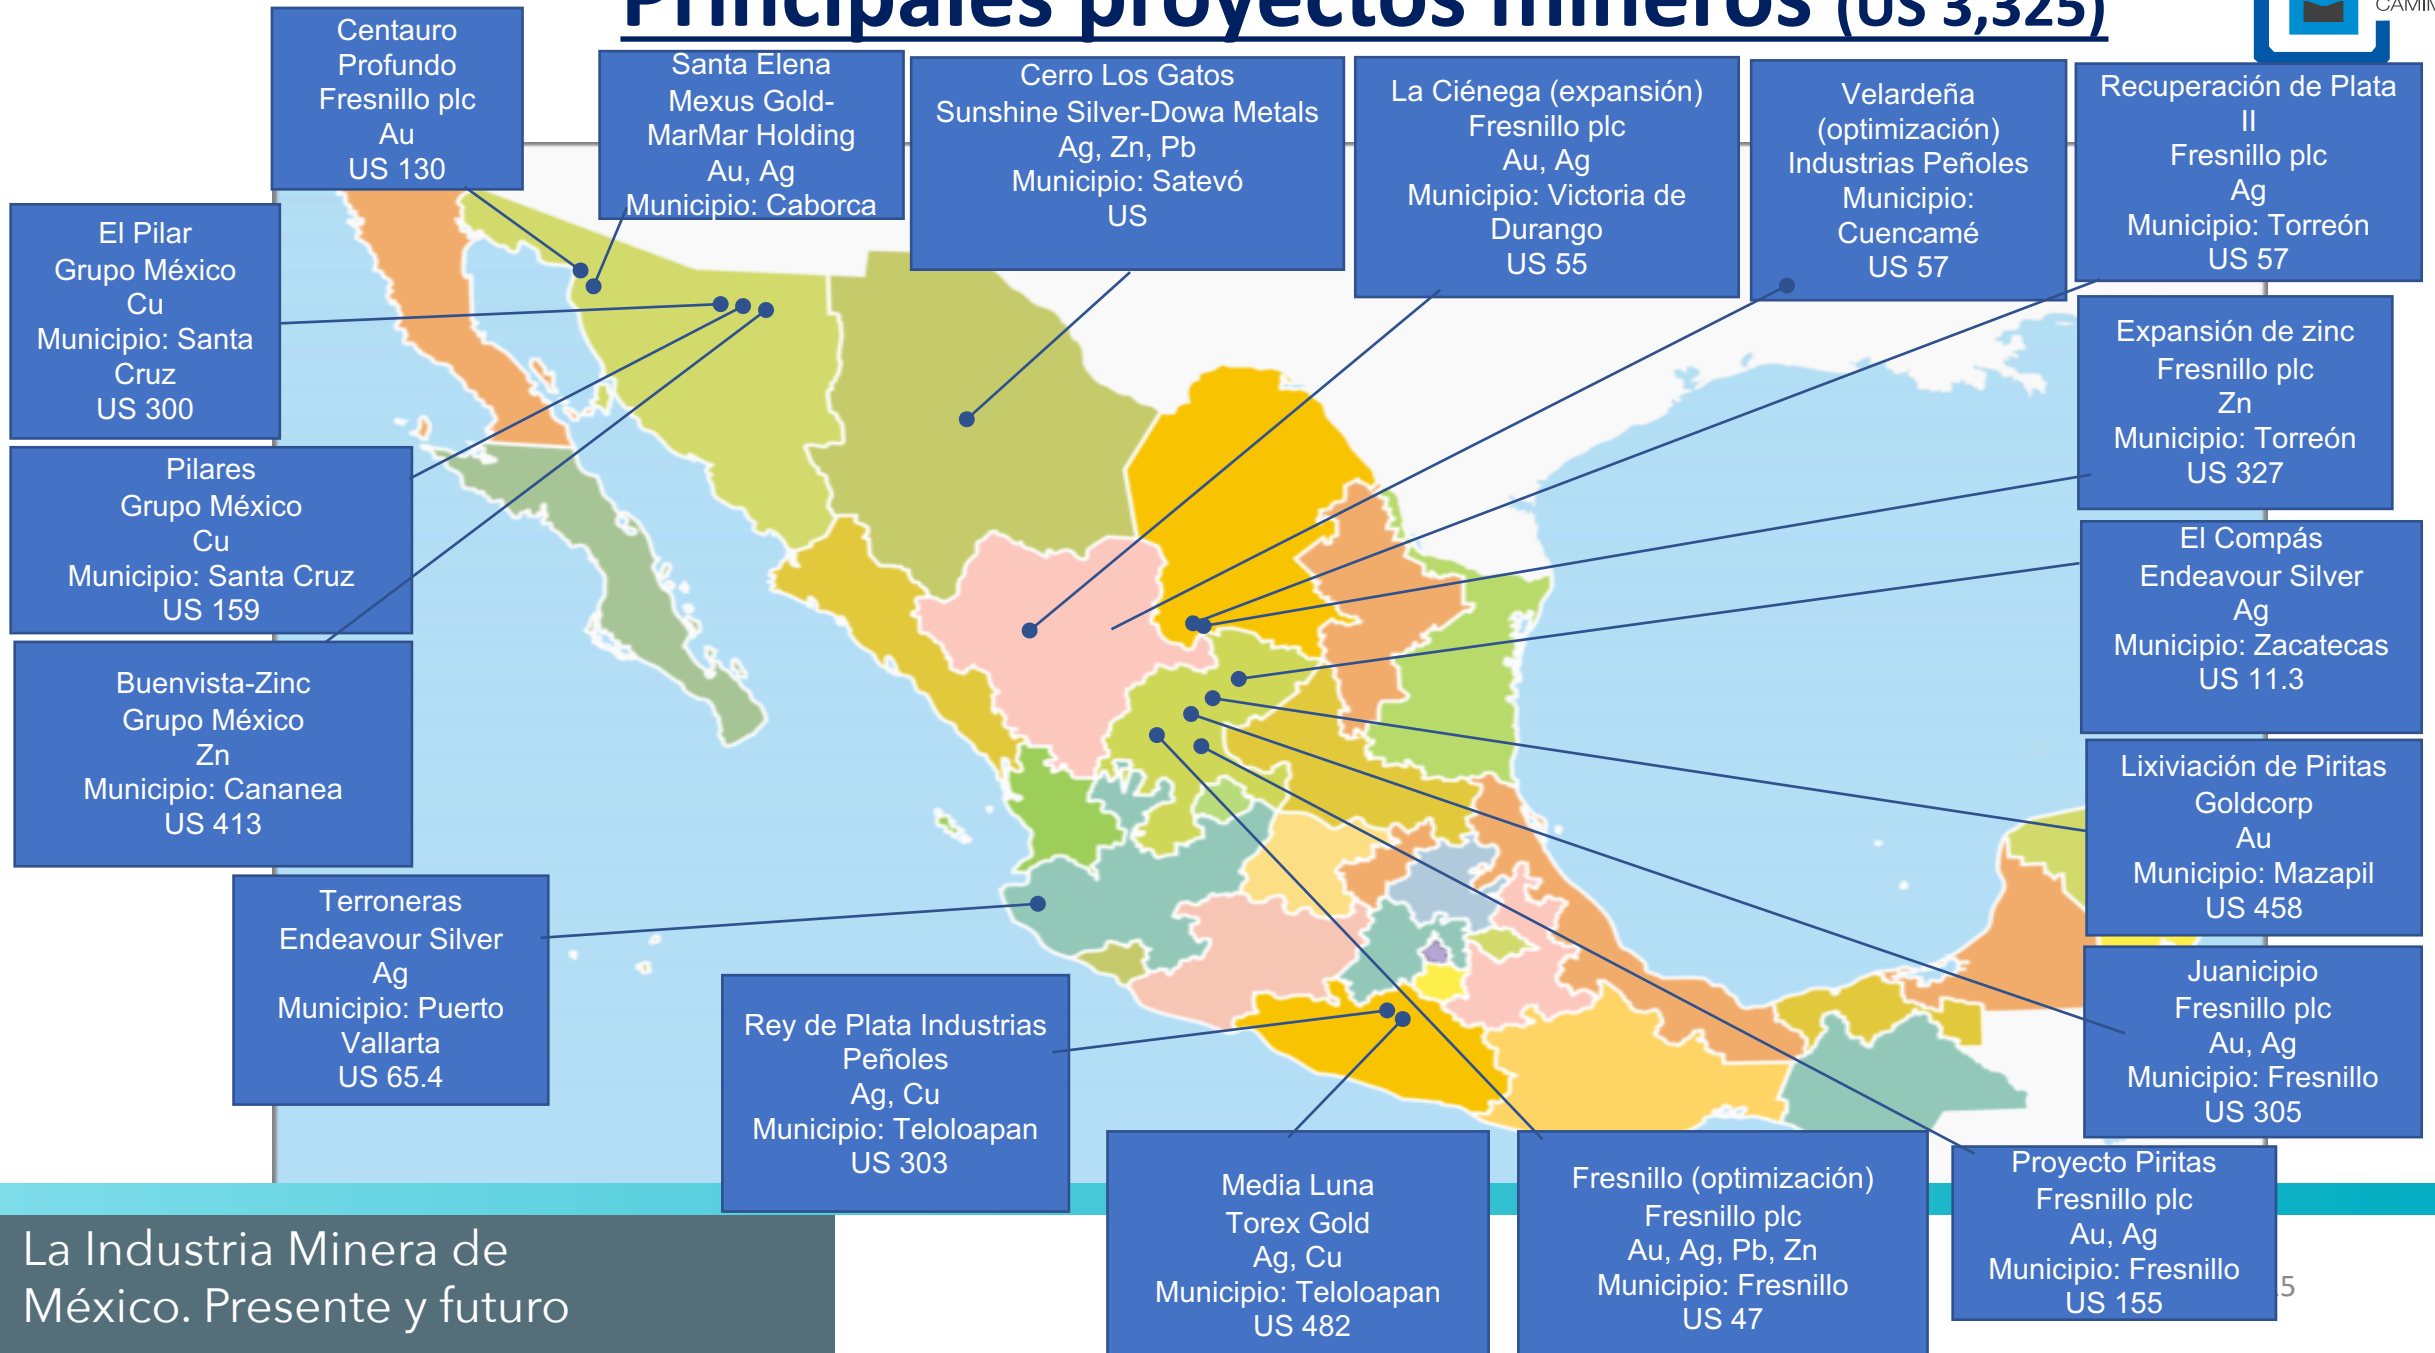 Principales proyectos mineros (US 3,325)
CAMIM
Centauro
Profundo
Fresnillo plc
Au
US 130
Santa Elena
Mexus Gold-
MarMar Holding
Au, Ag
Municipio: Caborca
Cerro Los Gatos
Sunshine Silver-Dowa Metals
Ag, Zn, Pb
Municipio: Satevó
US
La Ciénega (expansión)
Fresnillo plc
Au, Ag
Municipio: Victoria de
Durango
US 55
Velardeña
(optimización)
Industrias Peñoles
Municipio:
Cuencamé
US 57
Recuperación de Plata
II
Fresnillo plc
Ag
Municipio: Torreón
US 57
El Pilar
Grupo México
Cu
Municipio: Santa
Cruz
US 300
Expansión de zinc
Fresnillo plc
Zn
Municipio: Torreón
US 327
Pilares
Grupo México
Cu
Municipio: Santa Cruz
US 159
El Compás
Endeavour Silver
Ag
Municipio: Zacatecas
US 11.3
Buenvista-Zinc
Grupo México
Zn
Municipio: Cananea
US 413
Lixiviación de Piritas
Goldcorp
Au
Municipio: Mazapil
US 458
Terroneras
Endeavour Silver
Ag
Municipio: Puerto
Vallarta
US 65.4
Rey de Plata Industrias
Peñoles
Ag, Cu
Municipio: Teloloapan
US 303
Juanicipio
Fresnillo plc
Au, Ag
Municipio: Fresnillo
US 305
Media Luna
Torex Gold
Ag, Cu
Municipio: Teloloapan
US 482
Fresnillo (optimización)
Fresnillo plc
Au, Ag, Pb, Zn
Municipio: Fresnillo
US 47
Proyecto Piritas
Fresnillo plc
Au, Ag
Municipio: Fresnillo
US 155
La Industria Minera de
México. Presente y futuro